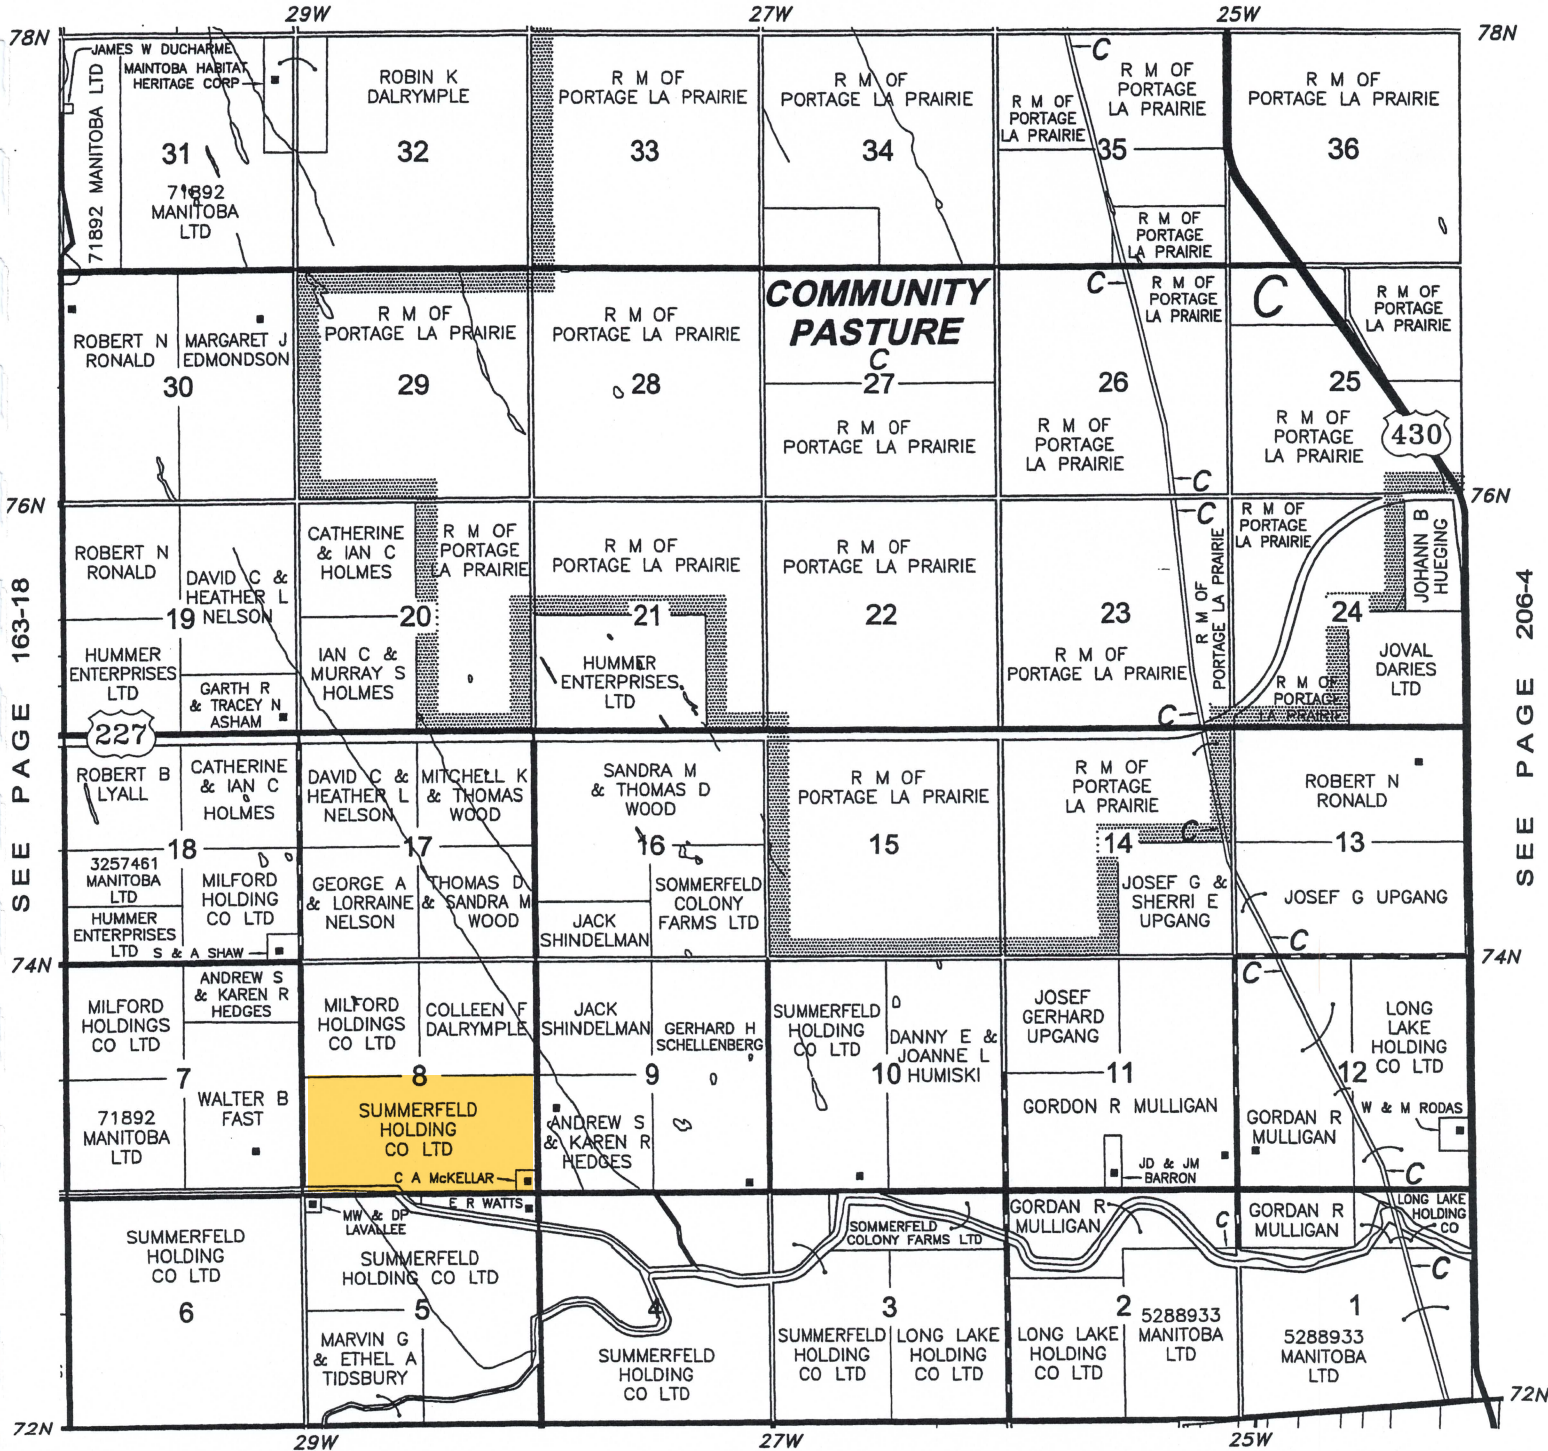 29W 27W 25W
78N
78N
JAMES W DUCHARME
MAINTOBA HABITAT
HERITAGE CORP
71892 MANITOBA LTD
31
71892
MANITOBA
LTD
ROBIN K
DALRYMPLE
32
R M OF
PORTAGE LA PRAIRIE
33
R M OF
PORTAGE LA PRAIRIE
34
R M OF
PORTAGE
LA PRAIRIE
C
R M OF
PORTAGE
LA PRAIRIE
35
R M OF
PORTAGE
LA PRAIRIE
R M OF
PORTAGE LA PRAIRIE
36
ROBERT N
RONALD
MARGARET J
EDMONDSON
30
R M OF
PORTAGE LA PRAIRIE
29
R M OF
PORTAGE LA PRAIRIE
28
COMMUNITY
PASTURE
C
27
R M OF
PORTAGE LA PRAIRIE
C
R M OF
PORTAGE
LA PRAIRIE
26
R M OF
PORTAGE
LA PRAIRIE
C
C
R M OF
PORTAGE
LA PRAIRIE
25
R M OF
PORTAGE
LA PRAIRIE
430
76N
76N
ROBERT N
RONALD
DAVID C &
HEATHER L
NELSON
19
HUMMER
ENTERPRISES
LTD
GARTH R
& TRACEY N
ASHAM
227
CATHERINE
& IAN C
HOLMES
R M OF
PORTAGE
LA PRAIRIE
20
IAN C &
MURRAY S
HOLMES
R M OF
PORTAGE LA PRAIRIE
21
HUMMER
ENTERPRISES
LTD
R M OF
PORTAGE LA PRAIRIE
22
C
23
R M OF
PORTAGE LA PRAIRIE
C
R M OF
PORTAGE LA PRAIRIE
R M OF
PORTAGE
LA PRAIRIE
JOHANN B
HUEGING
24
R M OF
PORTAGE
LA PRAIRIE
JOVAL
DARIES
LTD
SEE PAGE 163-18
SEE PAGE 206-4
ROBERT B
LYALL
CATHERINE
& IAN C
HOLMES
18
3257461
MANITOBA
LTD
MILFORD
HOLDING
CO LTD
HUMMER
ENTERPRISES
LTD
S & A SHAW
DAVID C &
HEATHER L
NELSON
MITCHELL K
& THOMAS
WOOD
17
GEORGE A
& LORRAINE
NELSON
THOMAS D
& SANDRA M
WOOD
SANDRA M
& THOMAS D
WOOD
16
JACK
SHINDELMAN
SOMMERFELD
COLONY
FARMS LTD
R M OF
PORTAGE LA PRAIRIE
15
R M OF
PORTAGE
LA PRAIRIE
C
14
JOSEF G &
SHERRI E
UPGANG
ROBERT N
RONALD
13
JOSEF G UPGANG
C
74N
74N
MILFORD
HOLDINGS
CO LTD
ANDREW S
& KAREN R
HEDGES
7
71892
MANITOBA
LTD
WALTER B
FAST
MILFORD
HOLDINGS
CO LTD
COLLEEN F
DALRYMPLE
8
SUMMERFELD
HOLDING
CO LTD
C A McKELLAR
JACK
SHINDELMAN
GERHARD H
SCHELLENBERG
9
ANDREW S
& KAREN R
HEDGES
SUMMERFELD
HOLDING
CO LTD
DANNY E &
JOANNE L
HUMISKI
10
JOSEF
GERHARD
UPGANG
11
GORDON R MULLIGAN
JD & JM
BARRON
C
LONG
LAKE
HOLDING
CO LTD
12
GORDAN R
MULLIGAN
W & M RODAS
C
SUMMERFELD
HOLDING
CO LTD
6
MW & DP
LAVALLEE
E R WATTS
SUMMERFELD
HOLDING CO LTD
5
MARVIN G
& ETHEL A
TIDSBURY
4
SUMMERFELD
HOLDING
CO LTD
SOMMERFELD
COLONY FARMS LTD
3
SUMMERFELD
HOLDING
CO LTD
LONG LAKE
HOLDING
CO LTD
GORDAN R
MULLIGAN
C
2
LONG LAKE
HOLDING
CO LTD
5288933
MANITOBA
LTD
GORDAN R
MULLIGAN
LONG LAKE
HOLDING
CO
C
1
5288933
MANITOBA
LTD
72N
72N
29W 27W 25W